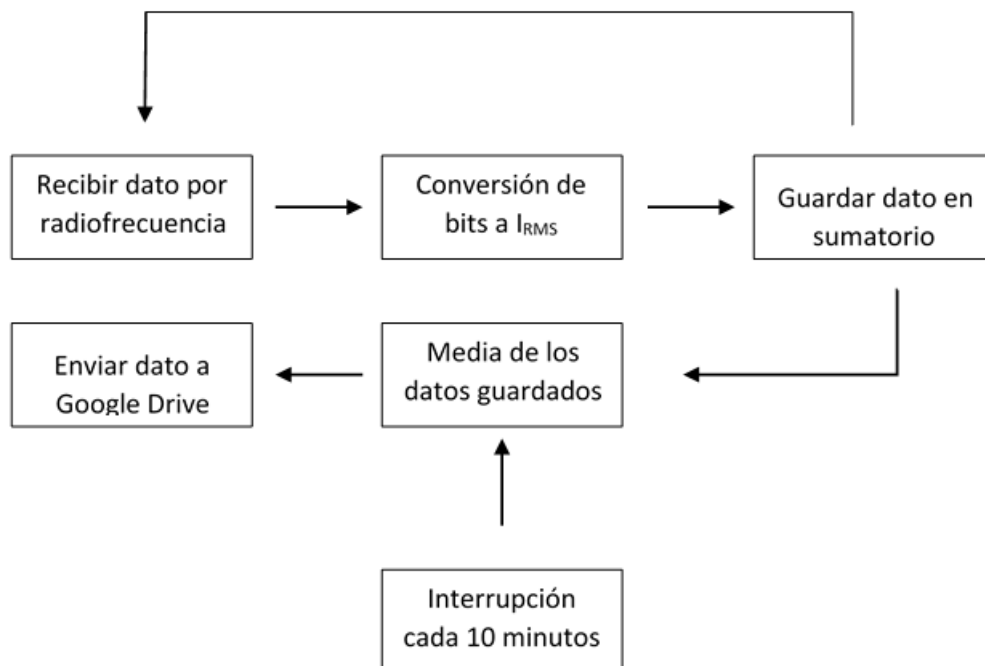 Recibir dato por
radiofrecuencia
Conversión de
bits a IRMS
Guardar dato en
sumatorio
Enviar dato a
Google Drive
Media de los
datos guardados
Interrupción
cada 10 minutos